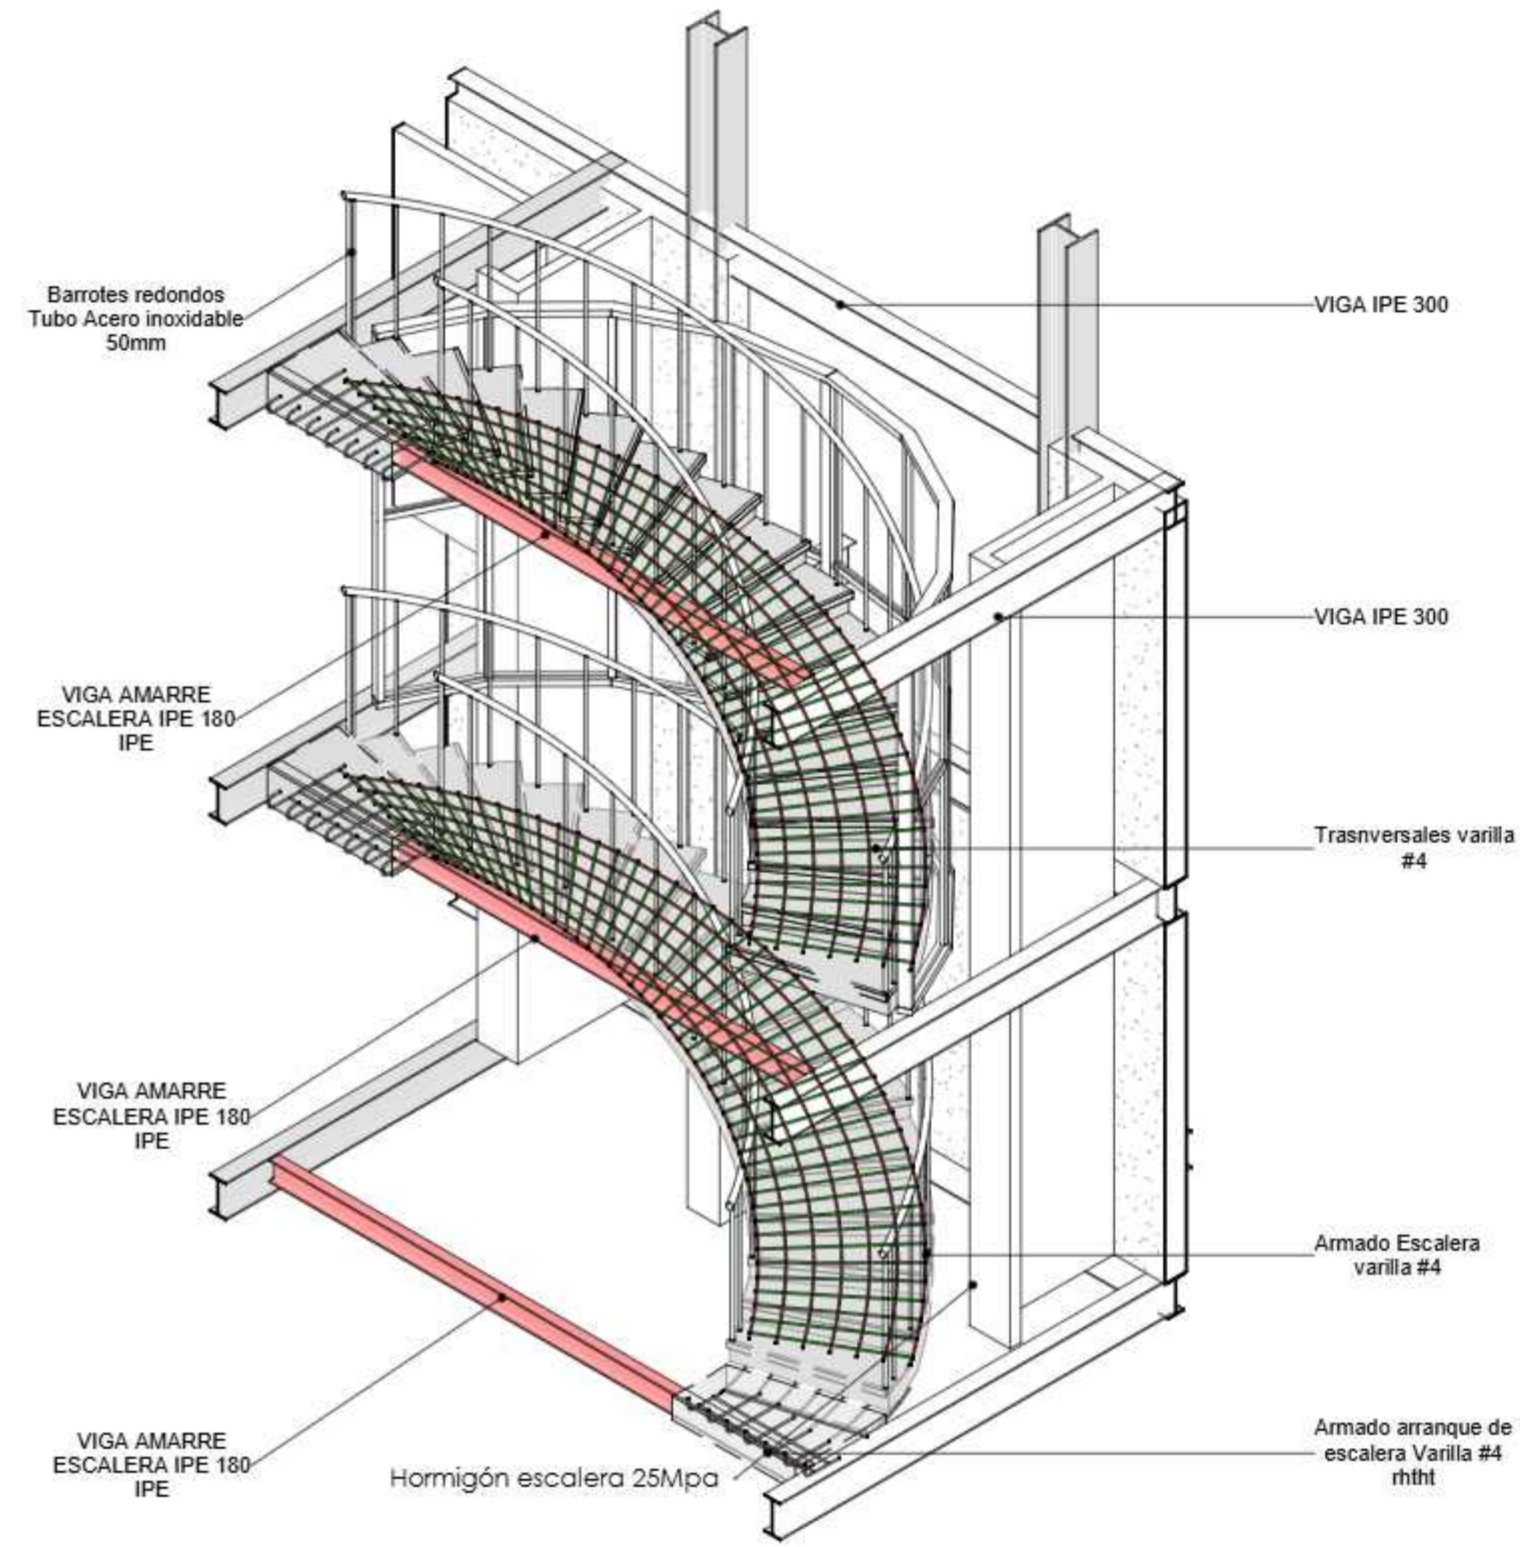 Barrotes redondos
Tubo Acero inoxidable
50mm
VIGA IPE 300
VIGA IPE 300
VIGA AMARRE
ESCALERA IPE 180
IPE
Trasnversales varilla
#4
VIGA AMARRE
ESCALERA IPE 180
IPE
Armado Escalera
varilla #4
VIGA AMARRE
ESCALERA IPE 180
IPE
Hormigón escalera 25Mpa
Armado arranque de
escalera Varilla #4
rhtht